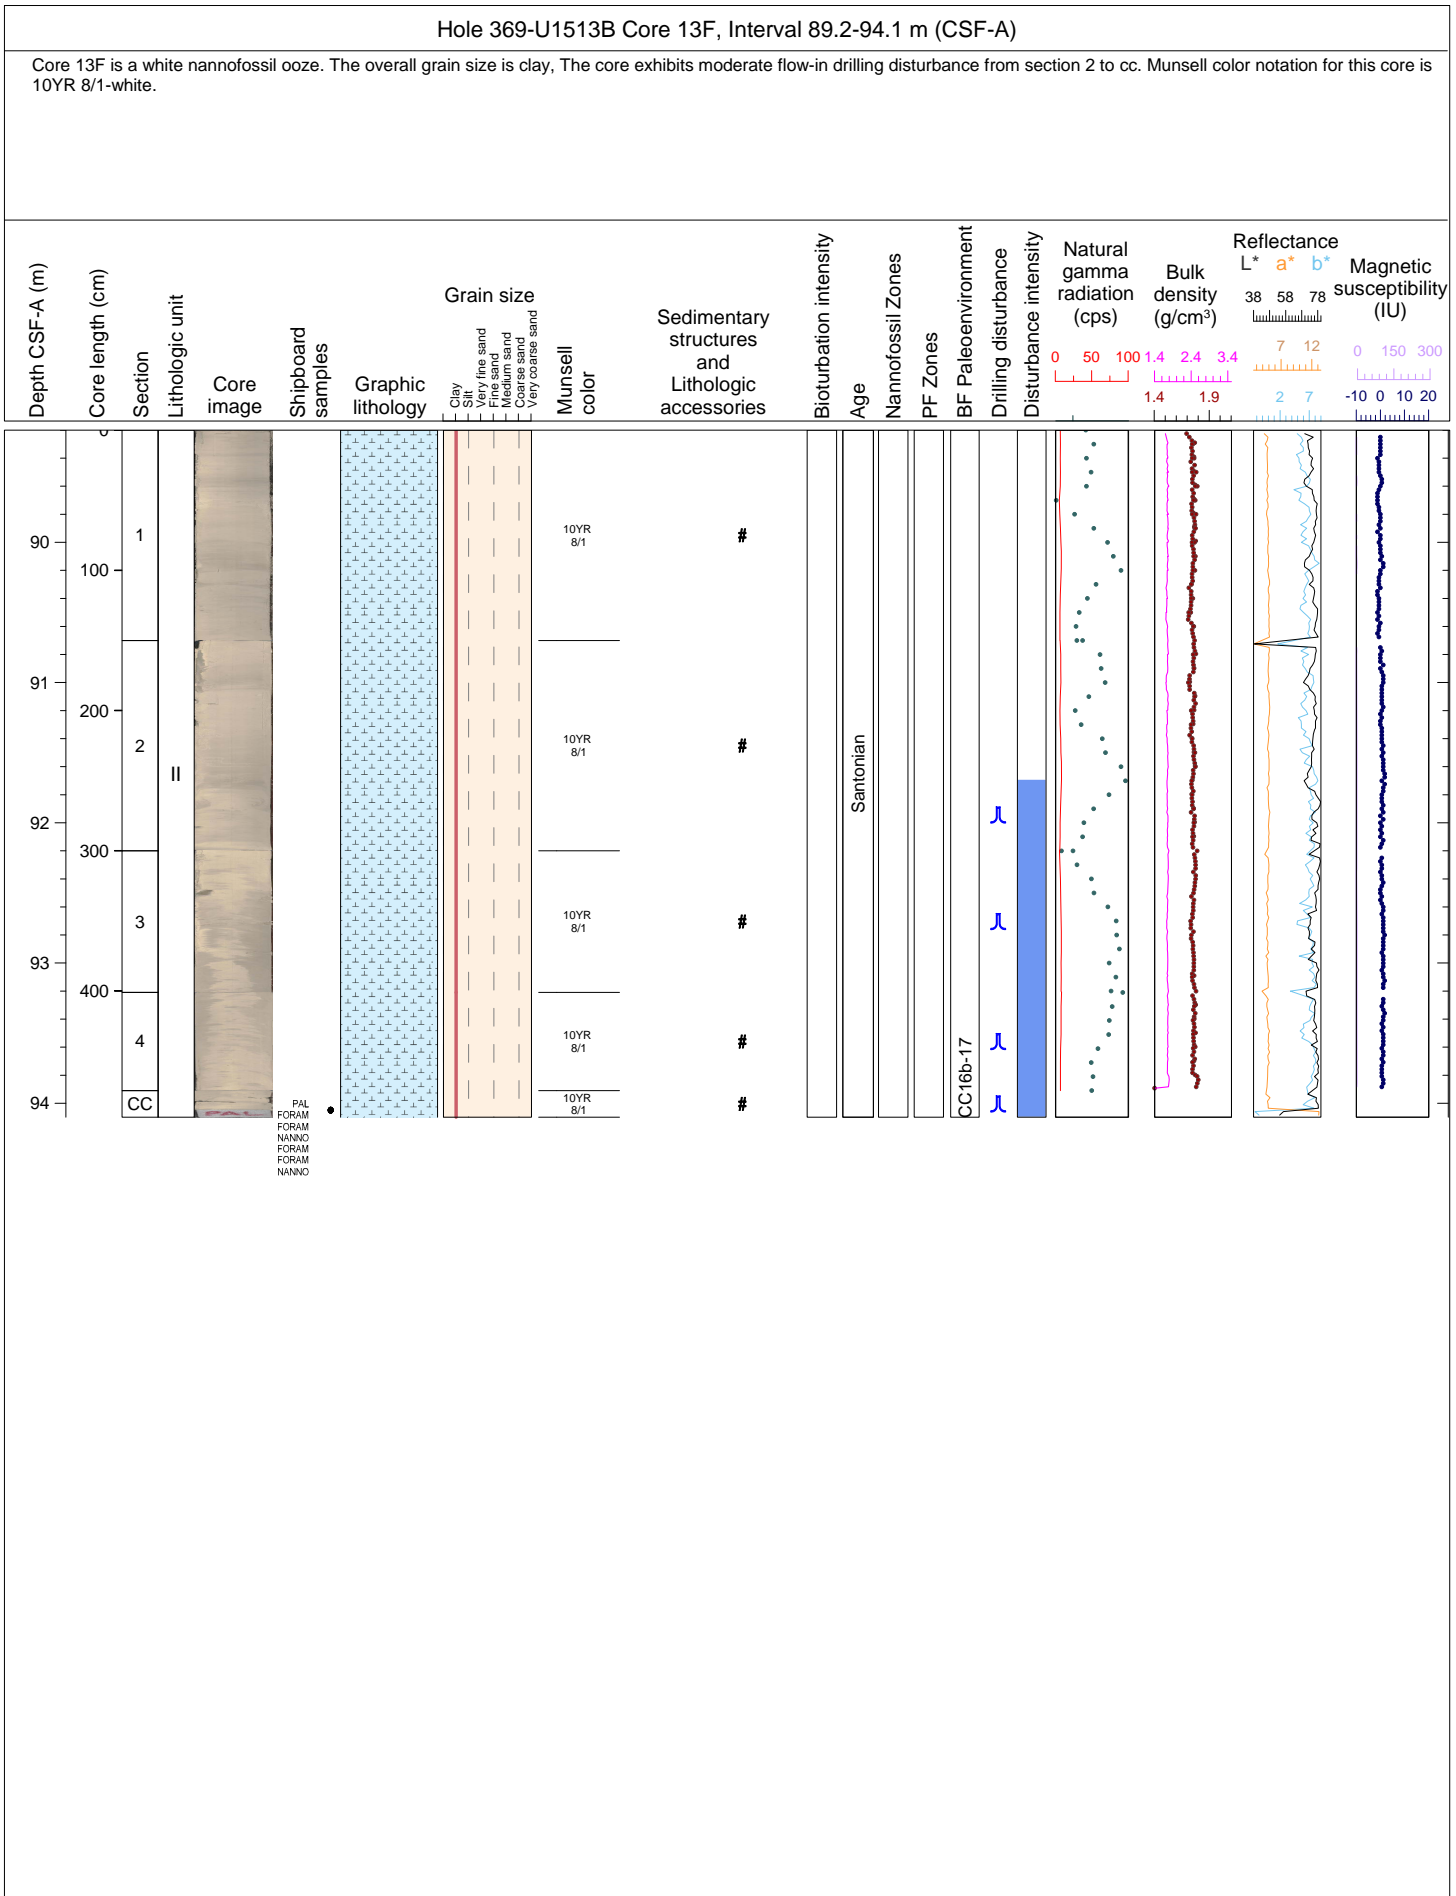 Hole 369-U1513B Core 13F, Interval 89.2-94.1 m (CSF-A)
Core 13F is a white nannofossil ooze. The overall grain size is clay, The core exhibits moderate flow-in drilling disturbance from section 2 to cc. Munsell color notation for this core is
10YR 8/1-white.
Depth CSF-A (m)
Core length (cm)
Section
Lithologic unit
Core
image
Shipboard
samples
Graphic
lithology
Grain size
Clay
Silt
Very fine sand
Fine sand
Medium sand
Coarse sand
Very coarse sand
Munsell
color
Sedimentary
structures
and
Lithologic
accessories
Bioturbation intensity
Age
Nannofossil Zones
PF Zones
BF Paleoenvironment
Drilling disturbance
Disturbance intensity
Natural
gamma
radiation
(cps)
0 50 100
Bulk
density
(g/cm³)
1.4 2.4 3.4
1.4 1.9
Reflectance
L* a* b*
38 58 78
7 12
2 7
Magnetic
susceptibility
(IU)
0 150 300
-10 0 10 20
0
90
100
91
200
92
300
93
400
94
1
2
3
4
CC
II
10YR
8/1
10YR
8/1
10YR
8/1
10YR
8/1
10YR
8/1
#
#
#
#
#
Santonian
CC16b-17
PAL
FORAM
FORAM
NANNO
FORAM
FORAM
NANNO